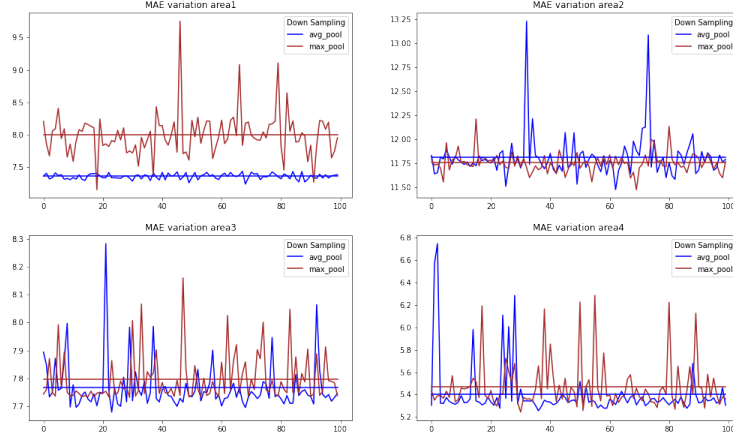 MAE variation area1
Down Sampling
avg_pool
max_pool
9.5
9.0
8.5
8.0
7.5
0 20 40 60 80 100
MAE variation area2
Down Sampling
avg_pool
max_pool
13.25
13.00
12.75
12.50
12.25
12.00
11.75
11.50
0 20 40 60 80 100
MAE variation area3
Down Sampling
avg_pool
max_pool
8.3
8.2
8.1
8.0
7.9
7.8
7.7
0 20 40 60 80 100
MAE variation area4
Down Sampling
avg_pool
max_pool
6.8
6.6
6.4
6.2
6.0
5.8
5.6
5.4
5.2
0 20 40 60 80 100